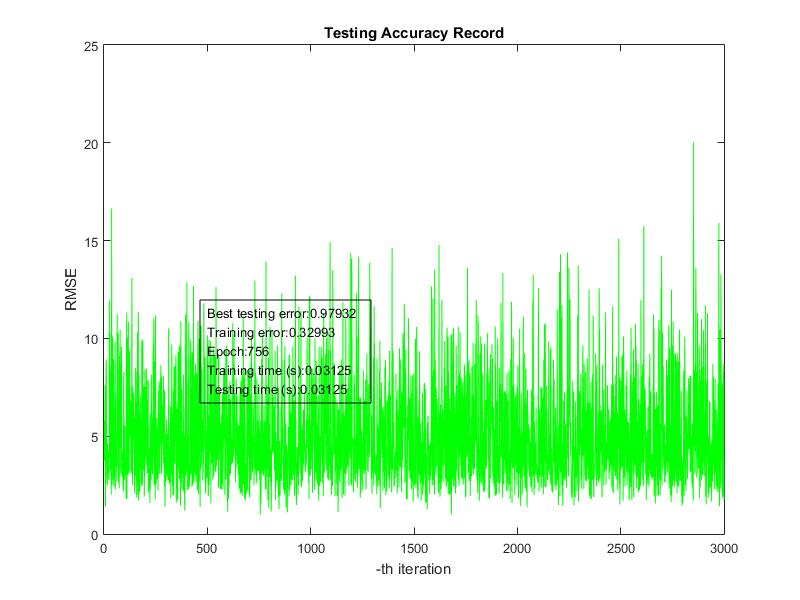 Testing Accuracy Record
25
20
15
10
5
0
RMSE
Best testing error:0.97932
Training error:0.32993
Epoch:756
Training time (s):0.03125
Testing time (s):0.03125
0 500 1000 1500 2000 2500 3000
-th iteration